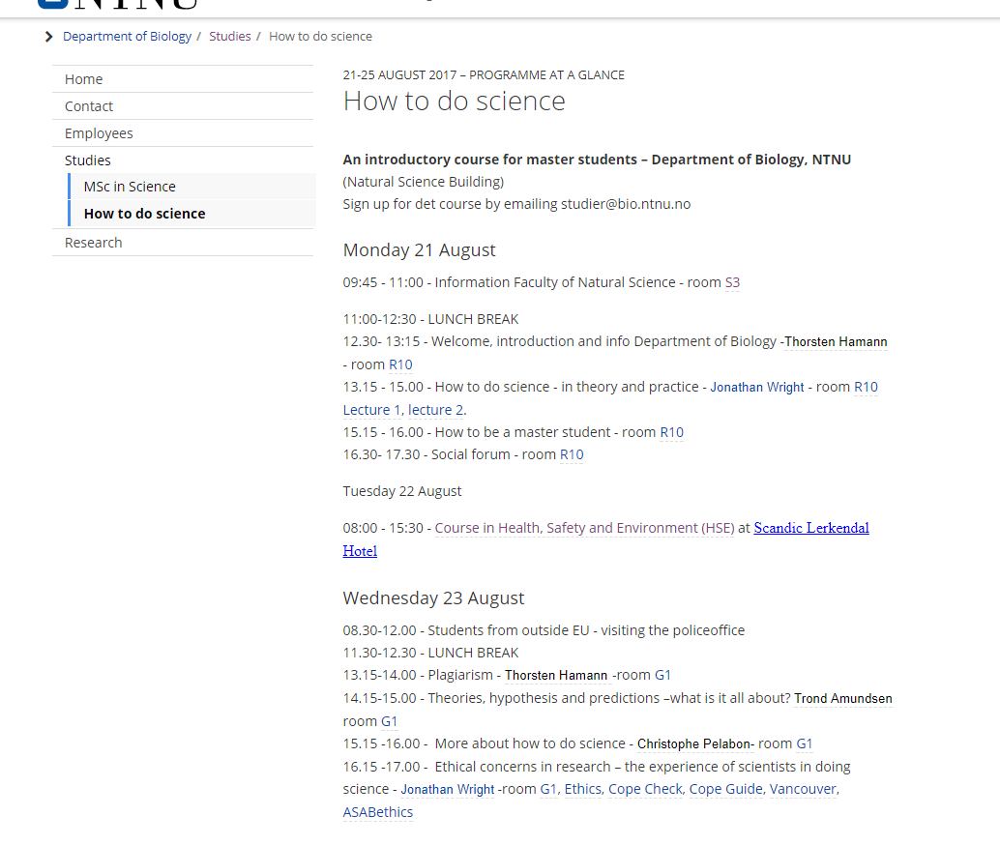 NTNU
Department of Biology / Studies / How to do science
Home
Contact
Employees
Studies
MSc in Science
How to do science
Research
21-25 AUGUST 2017 – PROGRAMME AT A GLANCE
How to do science
An introductory course for master students – Department of Biology, NTNU
(Natural Science Building)
Sign up for det course by emailing studier@bio.ntnu.no
Monday 21 August
09:45 - 11:00 - Information Faculty of Natural Science - room S3
11:00-12:30 - LUNCH BREAK
12.30- 13:15 - Welcome, introduction and info Department of Biology -Thorsten Hamann
- room R10
13.15 - 15.00 - How to do science - in theory and practice - Jonathan Wright - room R10
Lecture 1, lecture 2.
15.15 - 16.00 - How to be a master student - room R10
16.30- 17.30 - Social forum - room R10
Tuesday 22 August
08:00 - 15:30 - Course in Health, Safety and Environment (HSE) at Scandic Lerkendal
Hotel
Wednesday 23 August
08.30-12.00 - Students from outside EU - visiting the policeoffice
11.30-12.30 - LUNCH BREAK
13.15-14.00 - Plagiarism - Thorsten Hamann -room G1
14.15-15.00 - Theories, hypothesis and predictions –what is it all about? Trond Amundsen
room G1
15.15 -16.00 - More about how to do science - Christophe Pelabon- room G1
16.15 -17.00 - Ethical concerns in research – the experience of scientists in doing
science - Jonathan Wright -room G1, Ethics, Cope Check, Cope Guide, Vancouver,
ASABethics